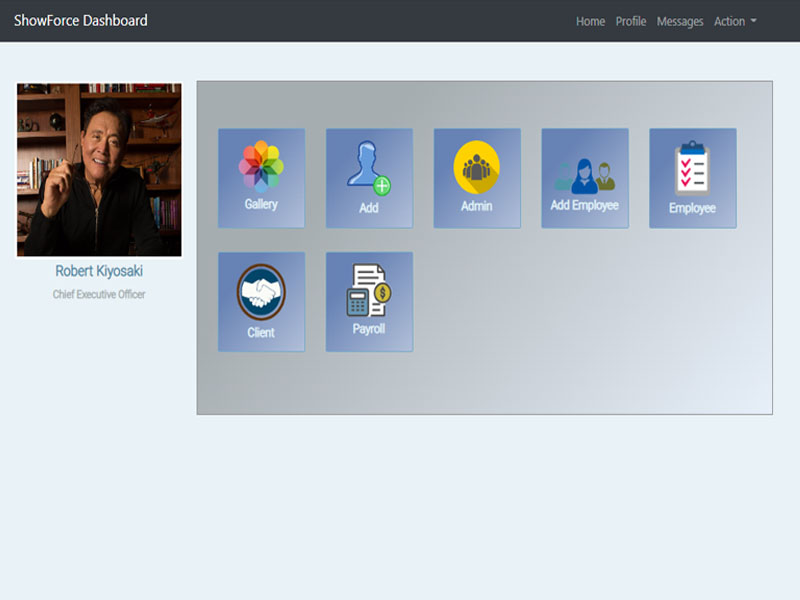 ShowForce Dashboard
Home Profile Messages Action
Gallery
Add
Admin
Add Employee
Employee
Robert Kiyosaki
Chief Executive Officer
Client
Payroll